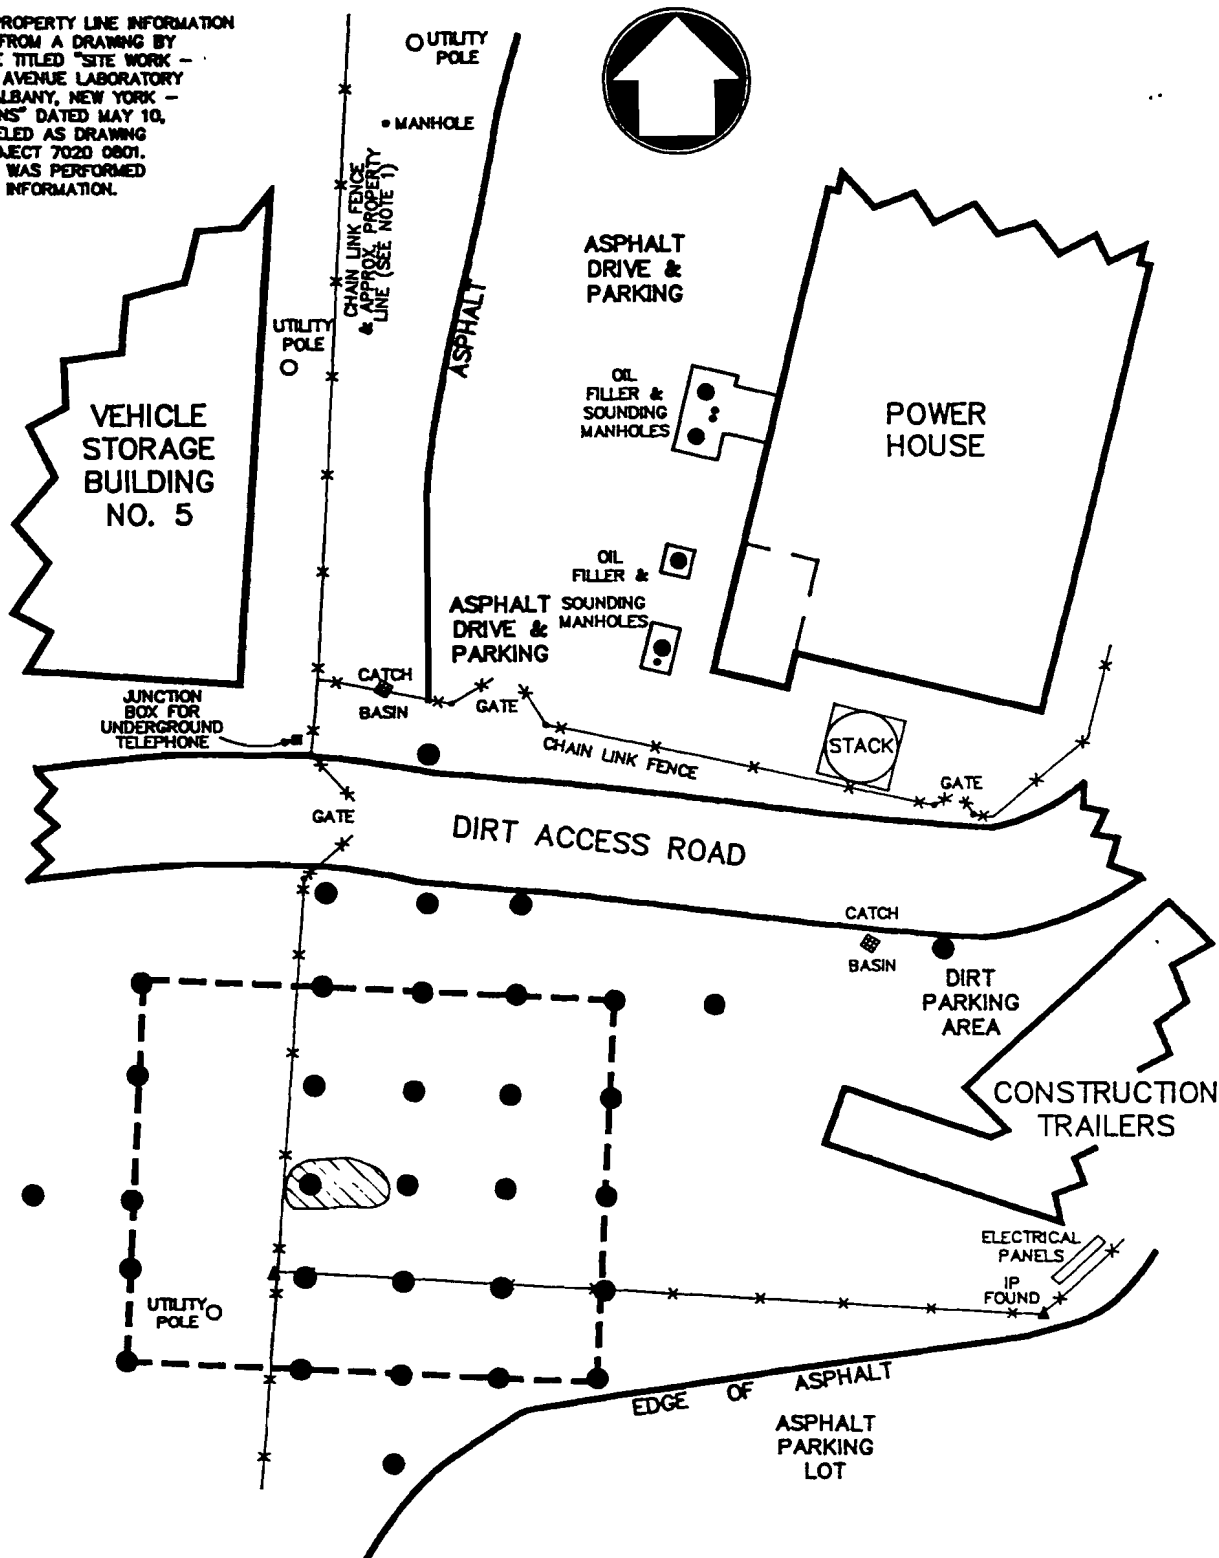 PROPERTY LINE INFORMATION
FROM A DRAWING BY
TITLED "SITE WORK -
AVENUE LABORATORY
ALBANY, NEW YORK -
DATED MAY 10,
AS DRAWING
7020 0801.
WAS PERFORMED
INFORMATION.
UTILITY
POLE
MANHOLE
CHAIN LINK FENCE
& APPROX. PROPERTY
LINE (SEE NOTE 1)
ASPHALT
ASPHALT
DRIVE &
PARKING
UTILITY
POLE
OIL
FILLER &
SOUNDING
MANHOLES
POWER
HOUSE
VEHICLE
STORAGE
BUILDING
NO. 5
OIL
FILLER &
SOUNDING
MANHOLES
ASPHALT
DRIVE &
PARKING
CATCH
BASIN
GATE
JUNCTION
BOX FOR
UNDERGROUND
TELEPHONE
CHAIN LINK FENCE
STACK
GATE
GATE
DIRT ACCESS ROAD
CATCH
BASIN
DIRT
PARKING
AREA
CONSTRUCTION
TRAILERS
ELECTRICAL
PANELS
IP
FOUND
UTILITY
POLE
EDGE OF ASPHALT
ASPHALT
PARKING
LOT